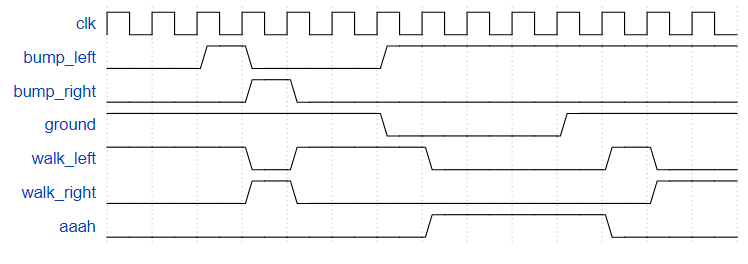 clk
bump_left
bump_right
ground
walk_left
walk_right
aaah